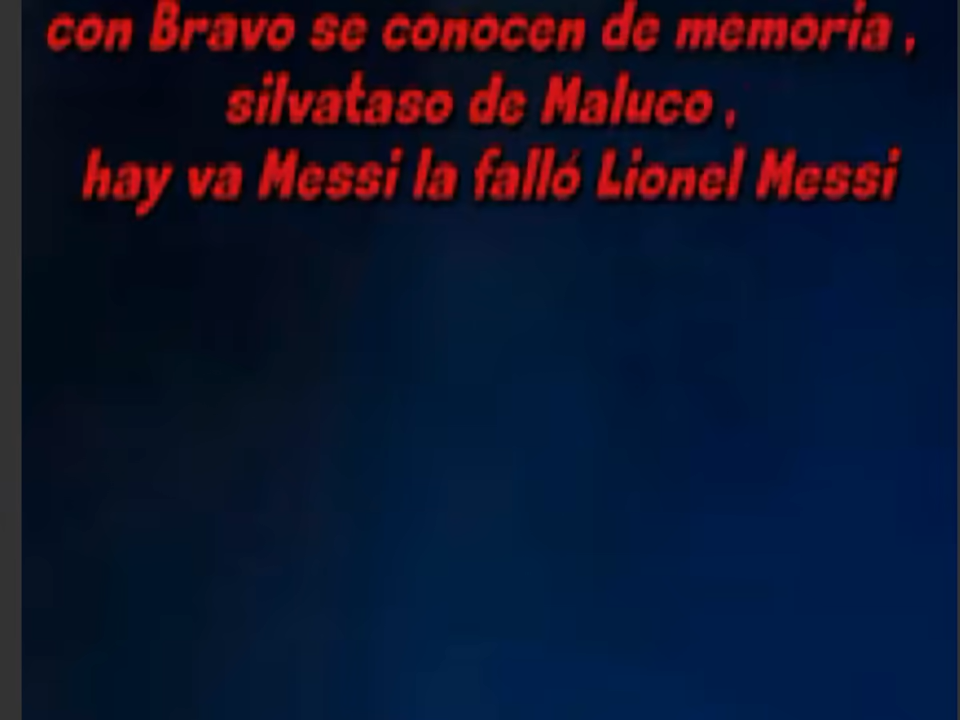 con Bravo se conocen de memoria ,
silvataso de Maluco ,
hay va Messi la falló Lionel Messi